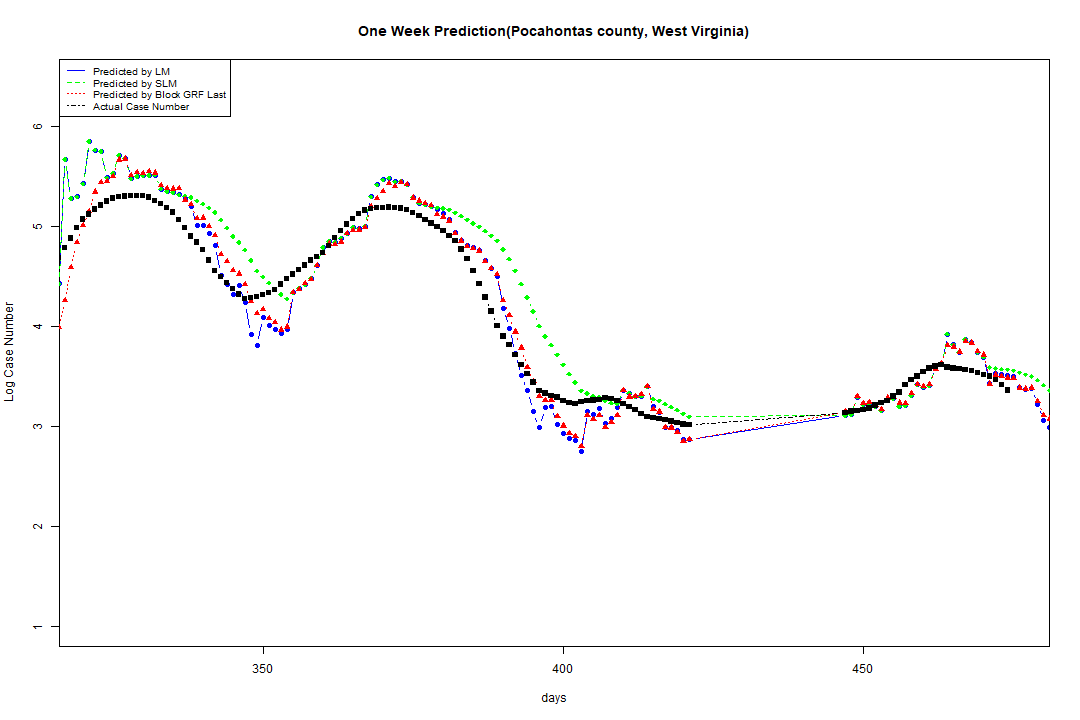 One Week Prediction(Pocahontas county, West Virginia)
Predicted by LM
Predicted by SLM
Predicted by Block GRF Last
Actual Case Number
6
5
4
3
2
1
Log Case Number
350 400 450
days